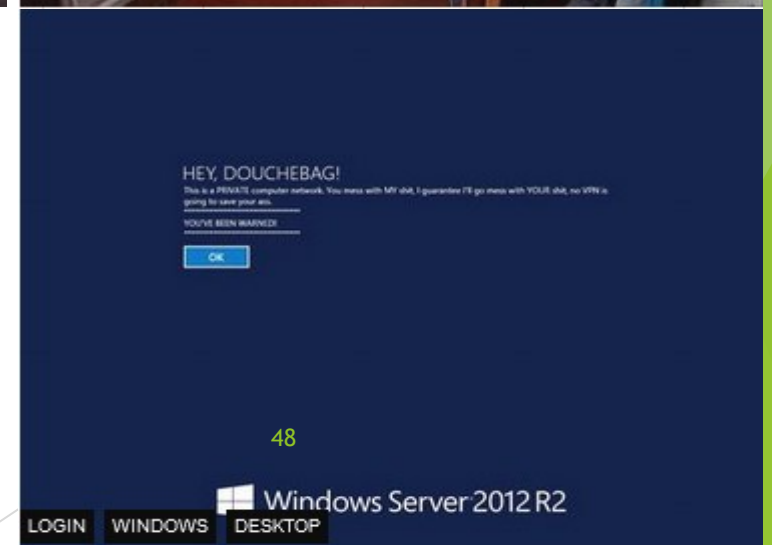 HEY, DOUCHEBAG!
This is a PRIVATE computer network. You mess with MY shit, I guarantee I'll go mess with YOUR shit, no VPN is
going to save your ass.
YOU'VE BEEN WARNED!
OK
48
Windows Server 2012 R2
LOGIN WINDOWS DESKTOP